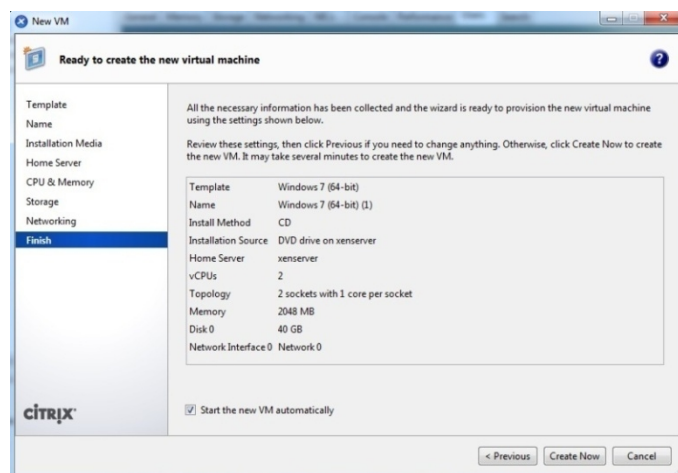 New VM
Ready to create the new virtual machine
Template
Name
Installation Media
Home Server
CPU & Memory
Storage
Networking
Finish
All the necessary information has been collected and the wizard is ready to provision the new virtual machine
using the settings shown below.
Review these settings, then click Previous if you need to change anything. Otherwise, click Create Now to create
the new VM. It may take several minutes to create the new VM.
Template Windows 7 (64-bit)
Name Windows 7 (64-bit) (1)
Install Method CD
Installation Source DVD drive on xenserver
Home Server xenserver
vCPUs 2
Topology 2 sockets with 1 core per socket
Memory 2048 MB
Disk 0 40 GB
Network Interface 0 Network 0
CITRIX
Start the new VM automatically
< Previous Create Now Cancel